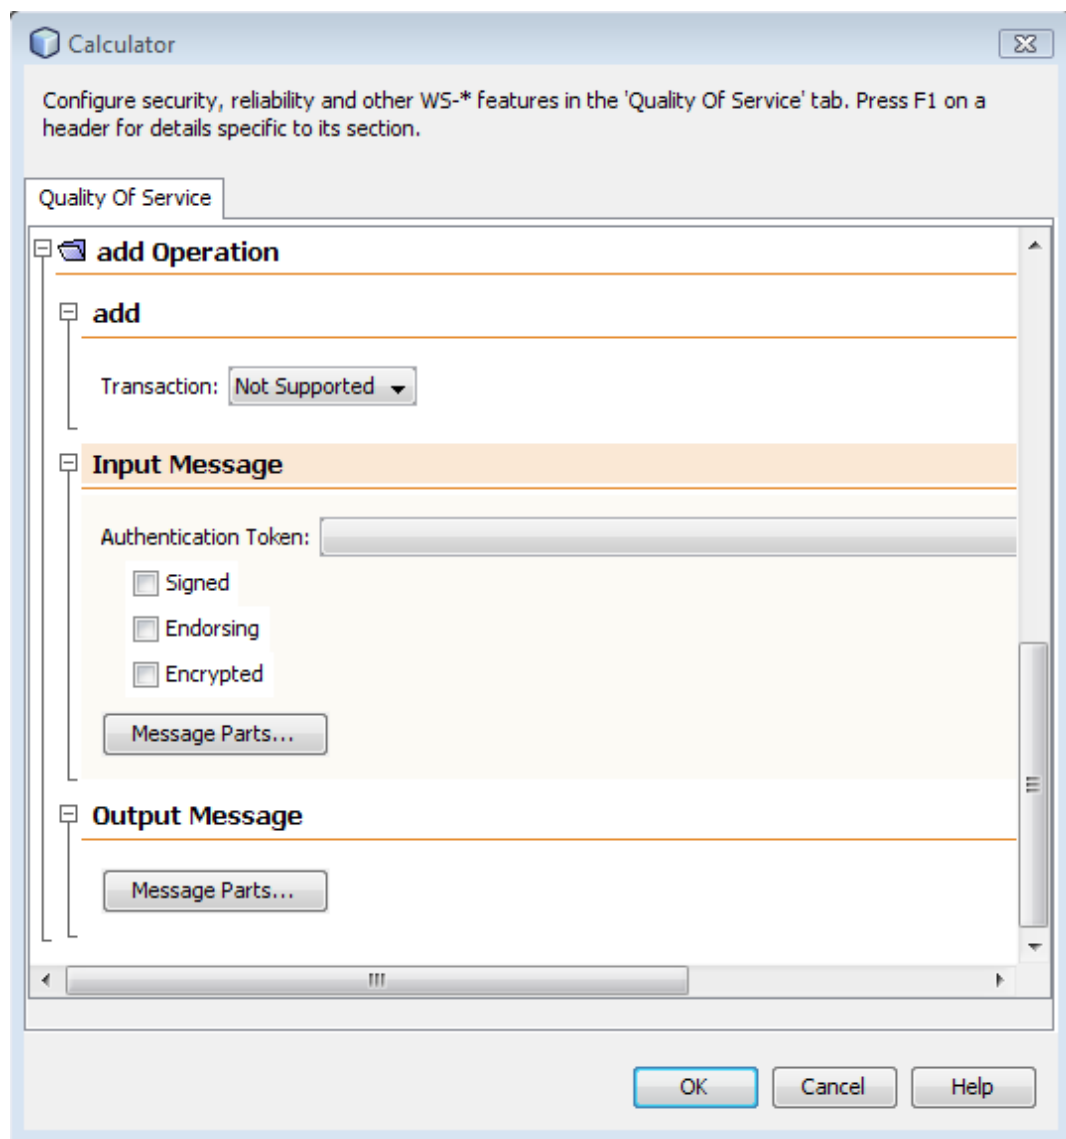 Calculator
Configure security, reliability and other WS-* features in the 'Quality Of Service' tab. Press F1 on a
header for details specific to its section.
Quality Of Service
add Operation
add
Transaction: Not Supported
Input Message
Authentication Token:
Signed
Endorsing
Encrypted
Message Parts...
Output Message
Message Parts...
OK Cancel Help